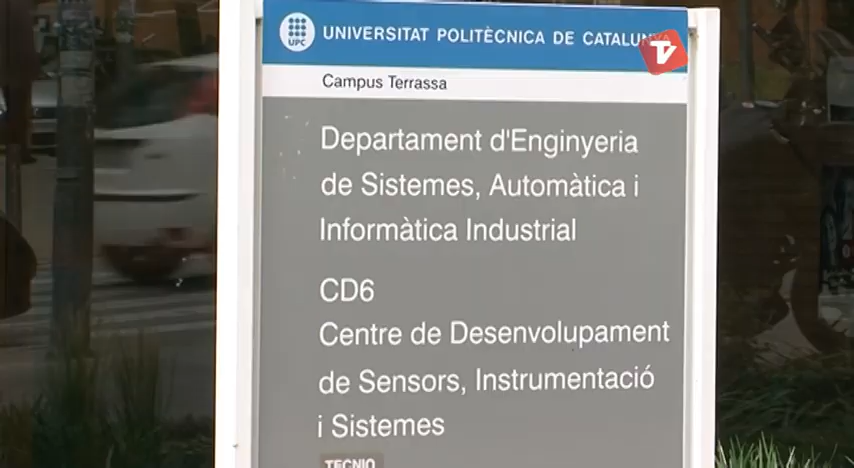 UPC
UNIVERSITAT POLITÈCNICA DE CATALUNYA
TV
Campus Terrassa
Departament d'Enginyeria
de Sistemes, Automàtica i
Informàtica Industrial
CD6
Centre de Desenvolupament
de Sensors, Instrumentació
i Sistemes
TECNIO